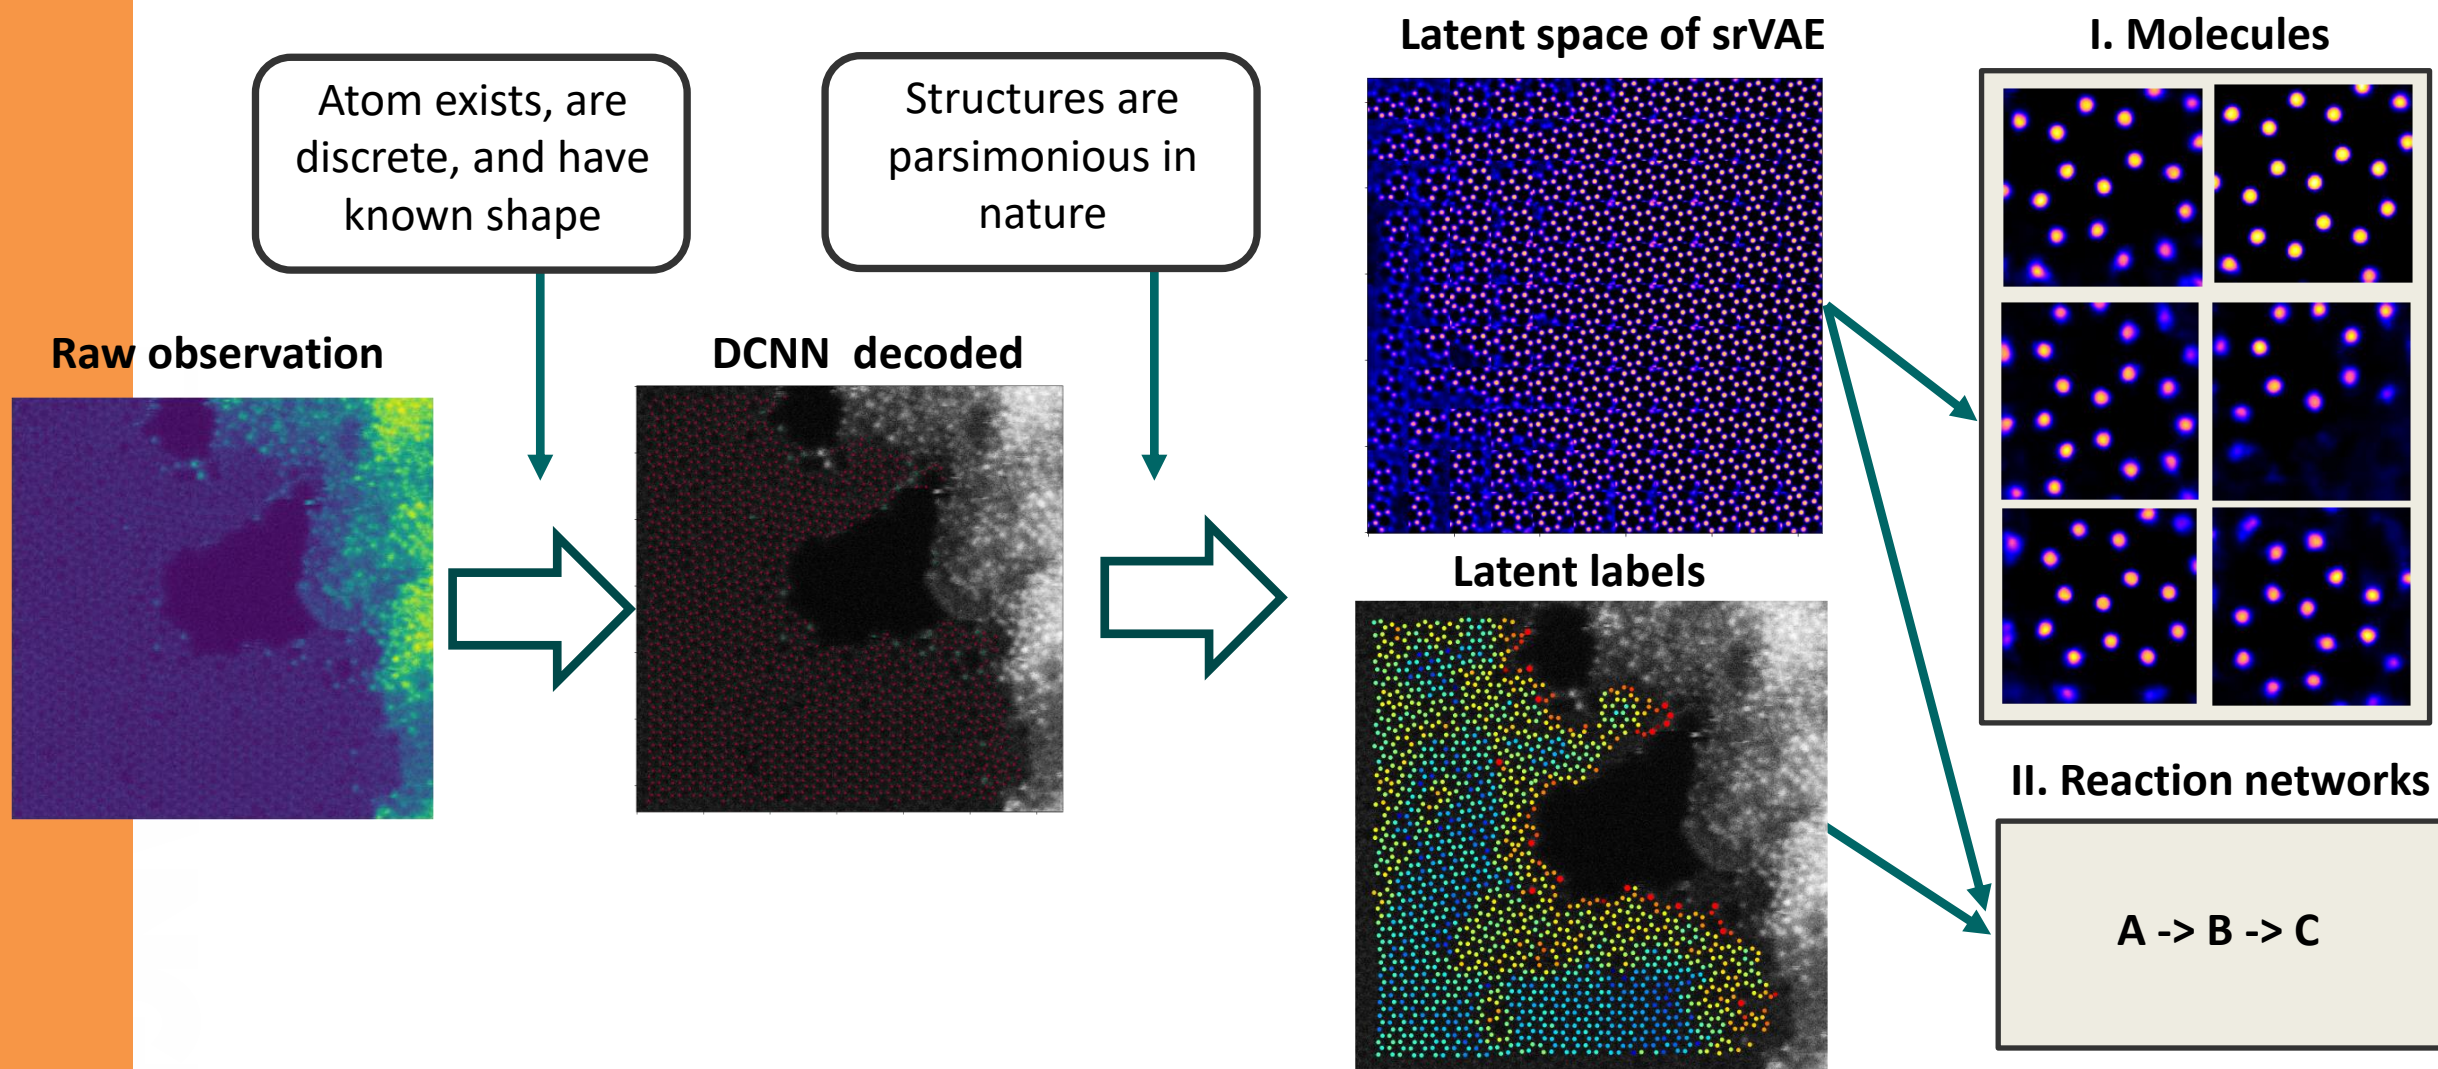 Atom exists, are
discrete, and have
known shape
Structures are
parsimonious in
nature
Raw observation
DCNN  decoded
Latent space of srVAE
Latent labels
I. Molecules
II. Reaction networks
A -> B -> C